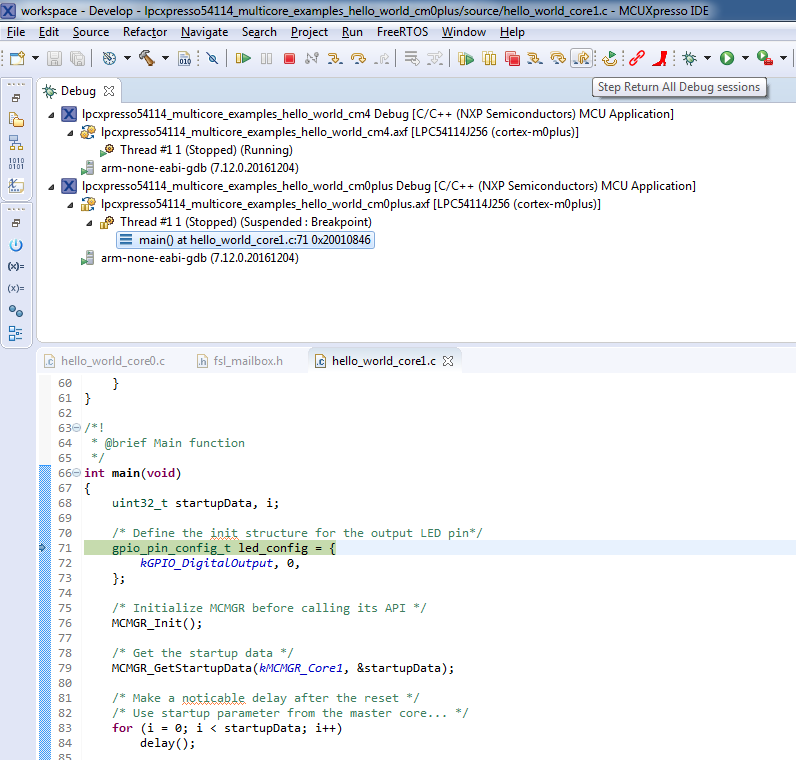 workspace - Develop - lpcxpresso54114_multicore_examples_hello_world_cm0plus/source/hello_world_core1.c - MCUXpresso IDE
File Edit Source Refactor Navigate Search Project Run FreeRTOS Window Help
Step Return All Debug sessions
Debug
lpcxpresso54114_multicore_examples_hello_world_cm4 Debug [C/C++ (NXP Semiconductors) MCU Application]
lpcxpresso54114_multicore_examples_hello_world_cm4.axf [LPC54114J256 (cortex-m0plus)]
Thread #1 1 (Stopped) (Running)
arm-none-eabi-gdb (7.12.0.20161204)
lpcxpresso54114_multicore_examples_hello_world_cm0plus Debug [C/C++ (NXP Semiconductors) MCU Application]
lpcxpresso54114_multicore_examples_hello_world_cm0plus.axf [LPC54114J256 (cortex-m0plus)]
Thread #1 1 (Stopped) (Suspended : Breakpoint)
main() at hello_world_core1.c:71 0x20010846
arm-none-eabi-gdb (7.12.0.20161204)
hello_world_core0.c fsl_mailbox.h hello_world_core1.c
60 }
61 }
62
63 /*!
64 * @brief Main function
65 */
66 int main(void)
67 {
68 uint32_t startupData, i;
69
70 /* Define the init structure for the output LED pin*/
71 gpio_pin_config_t led_config = {
72 kGPIO_DigitalOutput, 0,
73 };
74
75 /* Initialize MCMGR before calling its API */
76 MCMGR_Init();
77
78 /* Get the startup data */
79 MCMGR_GetStartupData(kMCMGR_Core1, &startupData);
80
81 /* Make a noticable delay after the reset */
82 /* Use startup parameter from the master core... */
83 for (i = 0; i < startupData; i++)
84 delay();
85